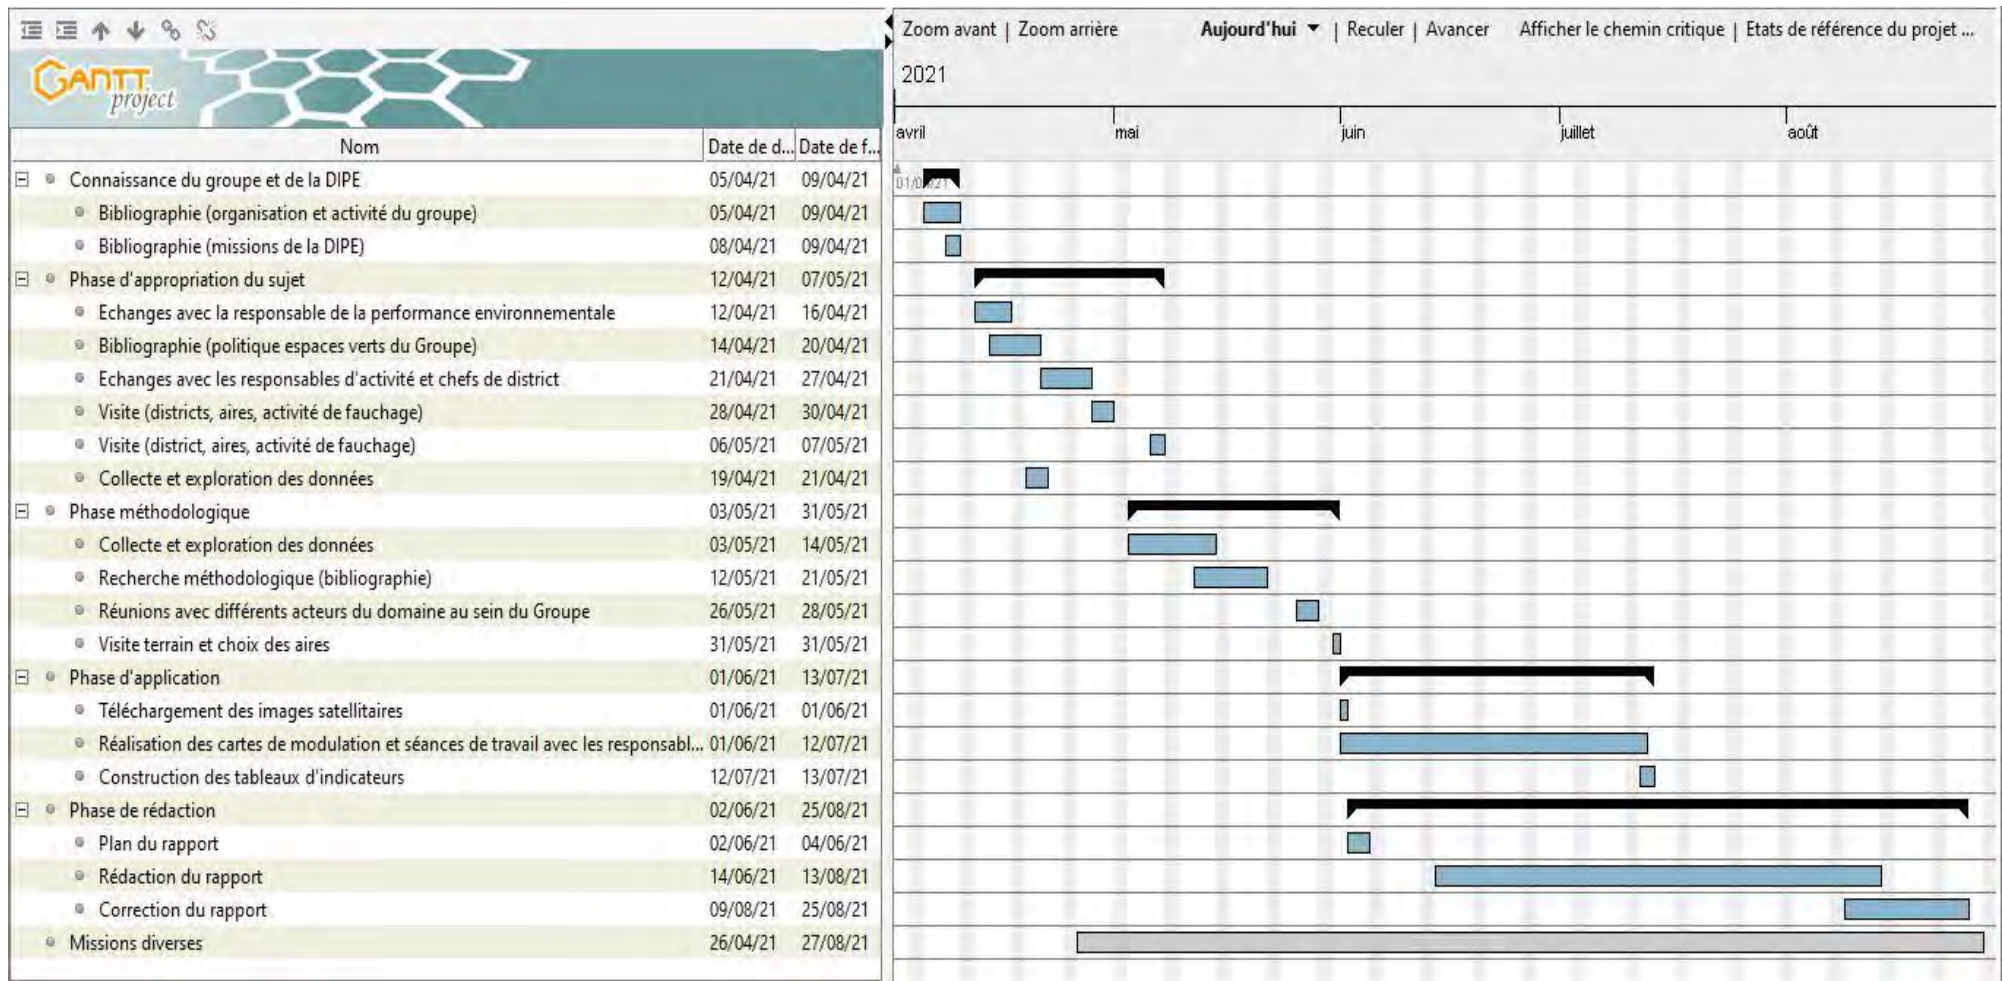 Zoom avant | Zoom arrière Aujourd'hui | Reculer | Avancer Afficher le chemin critique | Etats de référence du projet ...
GANTT project
2021
avril mai juin juillet août
Nom Date de d... Date de f...
Connaissance du groupe et de la DIPE 05/04/21 09/04/21
Bibliographie (organisation et activité du groupe) 05/04/21 09/04/21
Bibliographie (missions de la DIPE) 08/04/21 09/04/21
Phase d'appropriation du sujet 12/04/21 07/05/21
Echanges avec la responsable de la performance environnementale 12/04/21 16/04/21
Bibliographie (politique espaces verts du Groupe) 14/04/21 20/04/21
Echanges avec les responsables d'activité et chefs de district 21/04/21 27/04/21
Visite (districts, aires, activité de fauchage) 28/04/21 30/04/21
Visite (district, aires, activité de fauchage) 06/05/21 07/05/21
Collecte et exploration des données 19/04/21 21/04/21
Phase méthodologique 03/05/21 31/05/21
Collecte et exploration des données 03/05/21 14/05/21
Recherche méthodologique (bibliographie) 12/05/21 21/05/21
Réunions avec différents acteurs du domaine au sein du Groupe 26/05/21 28/05/21
Visite terrain et choix des aires 31/05/21 31/05/21
Phase d'application 01/06/21 13/07/21
Téléchargement des images satellitaires 01/06/21 01/06/21
Réalisation des cartes de modulation et séances de travail avec les responsabl... 01/06/21 12/07/21
Construction des tableaux d'indicateurs 12/07/21 13/07/21
Phase de rédaction 02/06/21 25/08/21
Plan du rapport 02/06/21 04/06/21
Rédaction du rapport 14/06/21 13/08/21
Correction du rapport 09/08/21 25/08/21
Missions diverses 26/04/21 27/08/21